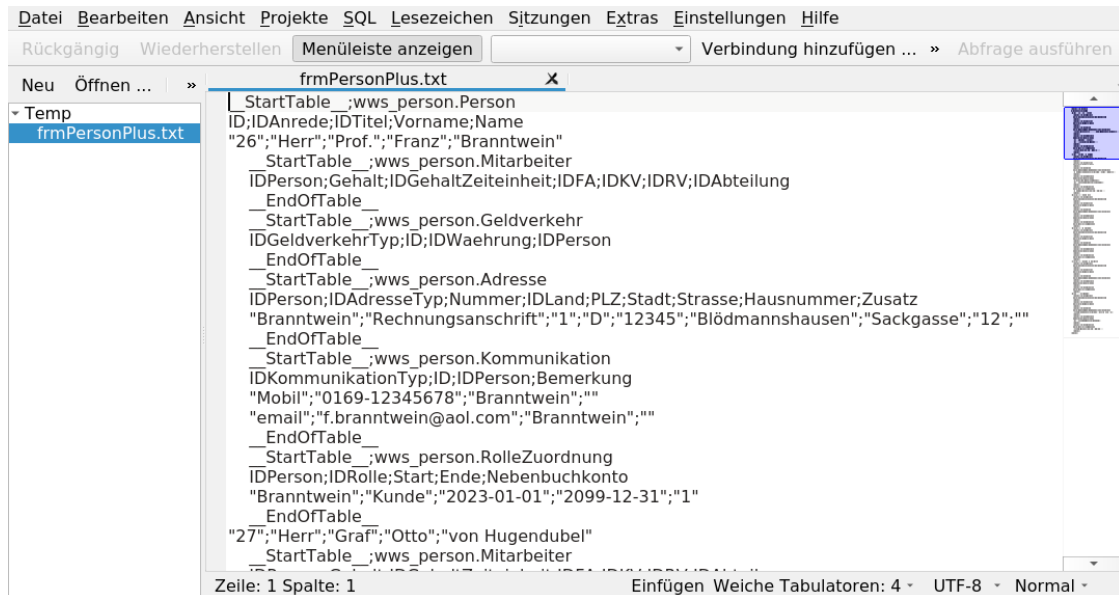 Datei Bearbeiten Ansicht Projekte SQL Lesezeichen Sitzungen Extras Einstellungen Hilfe
Rückgängig Wiederherstellen Menüleiste anzeigen Verbindung hinzufügen ... » Abfrage ausführen
Neu Öffnen ... »
frmPersonPlus.txt
Temp
frmPersonPlus.txt
__StartTable__;wws_person.Person
ID;IDAnrede;IDTitel;Vorname;Name
"26";"Herr";"Prof.";"Franz";"Branntwein"
__StartTable__;wws_person.Mitarbeiter
IDPerson;Gehalt;IDGehaltZeiteinheit;IDFA;IDKV;IDRV;IDAbteilung
__EndOfTable__
__StartTable__;wws_person.Geldverkehr
IDGeldverkehrTyp;ID;IDWaehrung;IDPerson
__EndOfTable__
__StartTable__;wws_person.Adresse
IDPerson;IDAdresseTyp;Nummer;IDLand;PLZ;Stadt;Strasse;Hausnummer;Zusatz
"Branntwein";"Rechnungsanschrift";"1";"D";"12345";"Blödmannshausen";"Sackgasse";"12";""
__EndOfTable__
__StartTable__;wws_person.Kommunikation
IDKommunikationTyp;ID;IDPerson;Bemerkung
"Mobil";"0169-12345678";"Branntwein";""
"email";"f.branntwein@aol.com";"Branntwein";""
__EndOfTable__
__StartTable__;wws_person.RolleZuordnung
IDPerson;IDRolle;Start;Ende;Nebenbuchkonto
"Branntwein";"Kunde";"2023-01-01";"2099-12-31";"1"
__EndOfTable__
"27";"Herr";"Graf";"Otto";"von Hugendubel"
__StartTable__;wws_person.Mitarbeiter
Zeile: 1 Spalte: 1 Einfügen Weiche Tabulatoren: 4 UTF-8 Normal